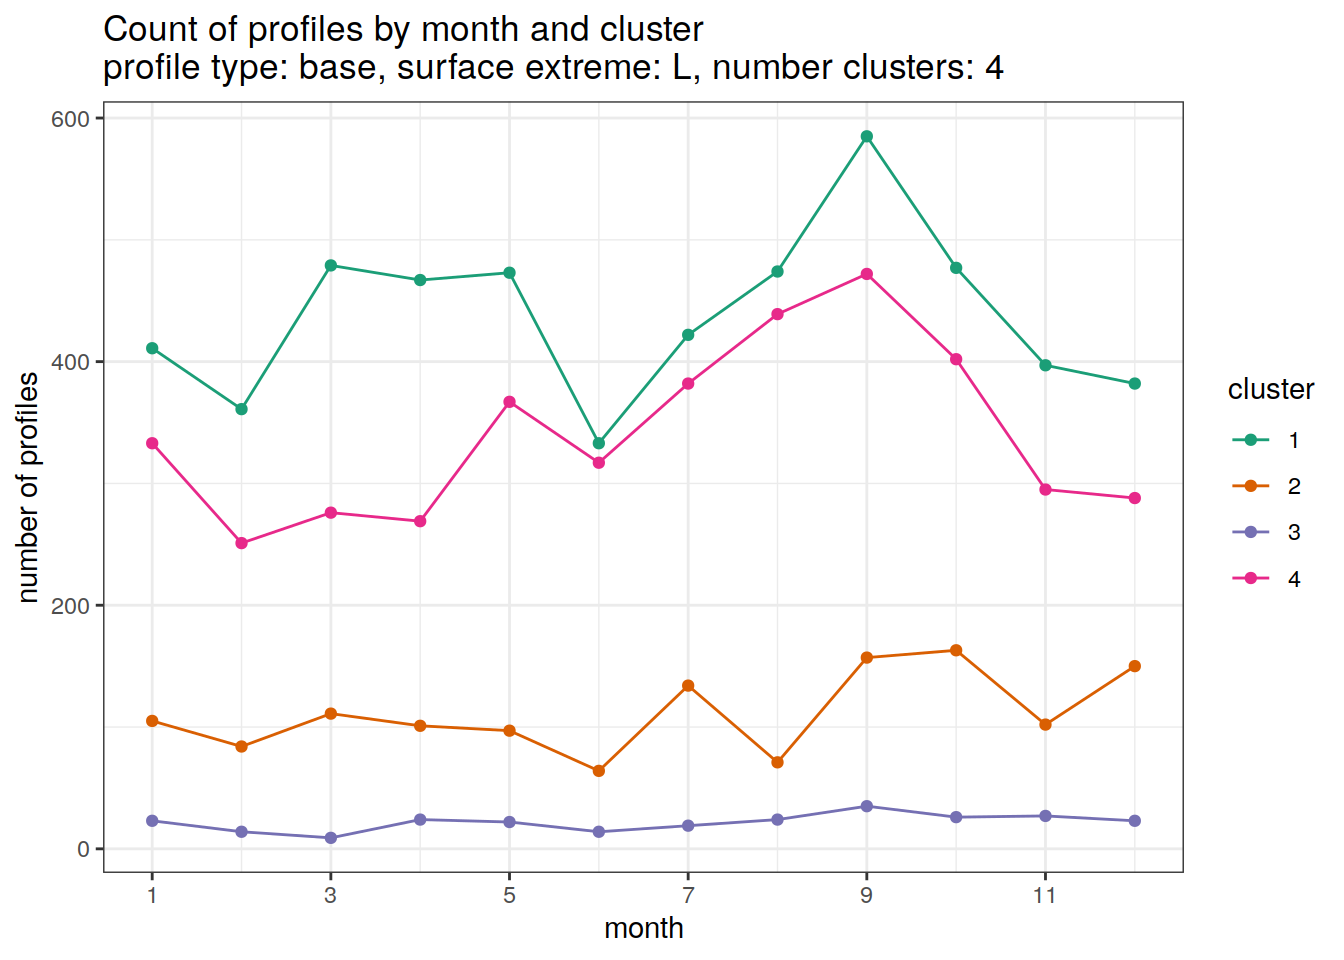 Count of profiles by month and cluster
profile type: base, surface extreme: L, number clusters: 4
600
400
200
0
number of profiles
1 3 5 7 9 11
month
cluster
1
2
3
4